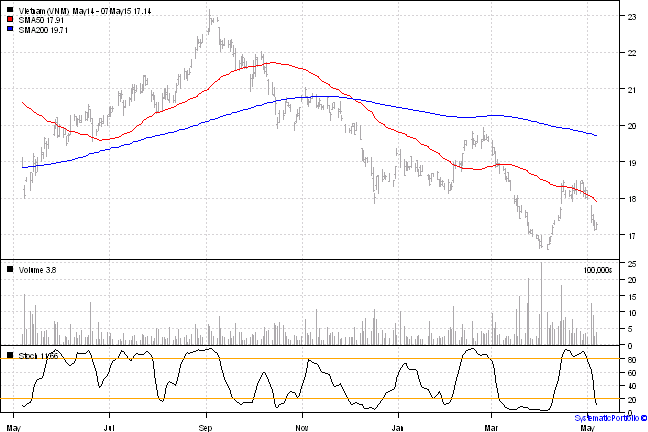 Vietnam (VNM) May14 - 07May15 17.14
SMA50 17.91
SMA200 19.71
23
22
21
20
19
18
17
Volume 3.8
100,000s
25
20
15
10
5
0
Stoch 11.66
80
60
40
20
0
May
Jul
Sep
Nov
Jan
Mar
May
SystematicPortfolio ©